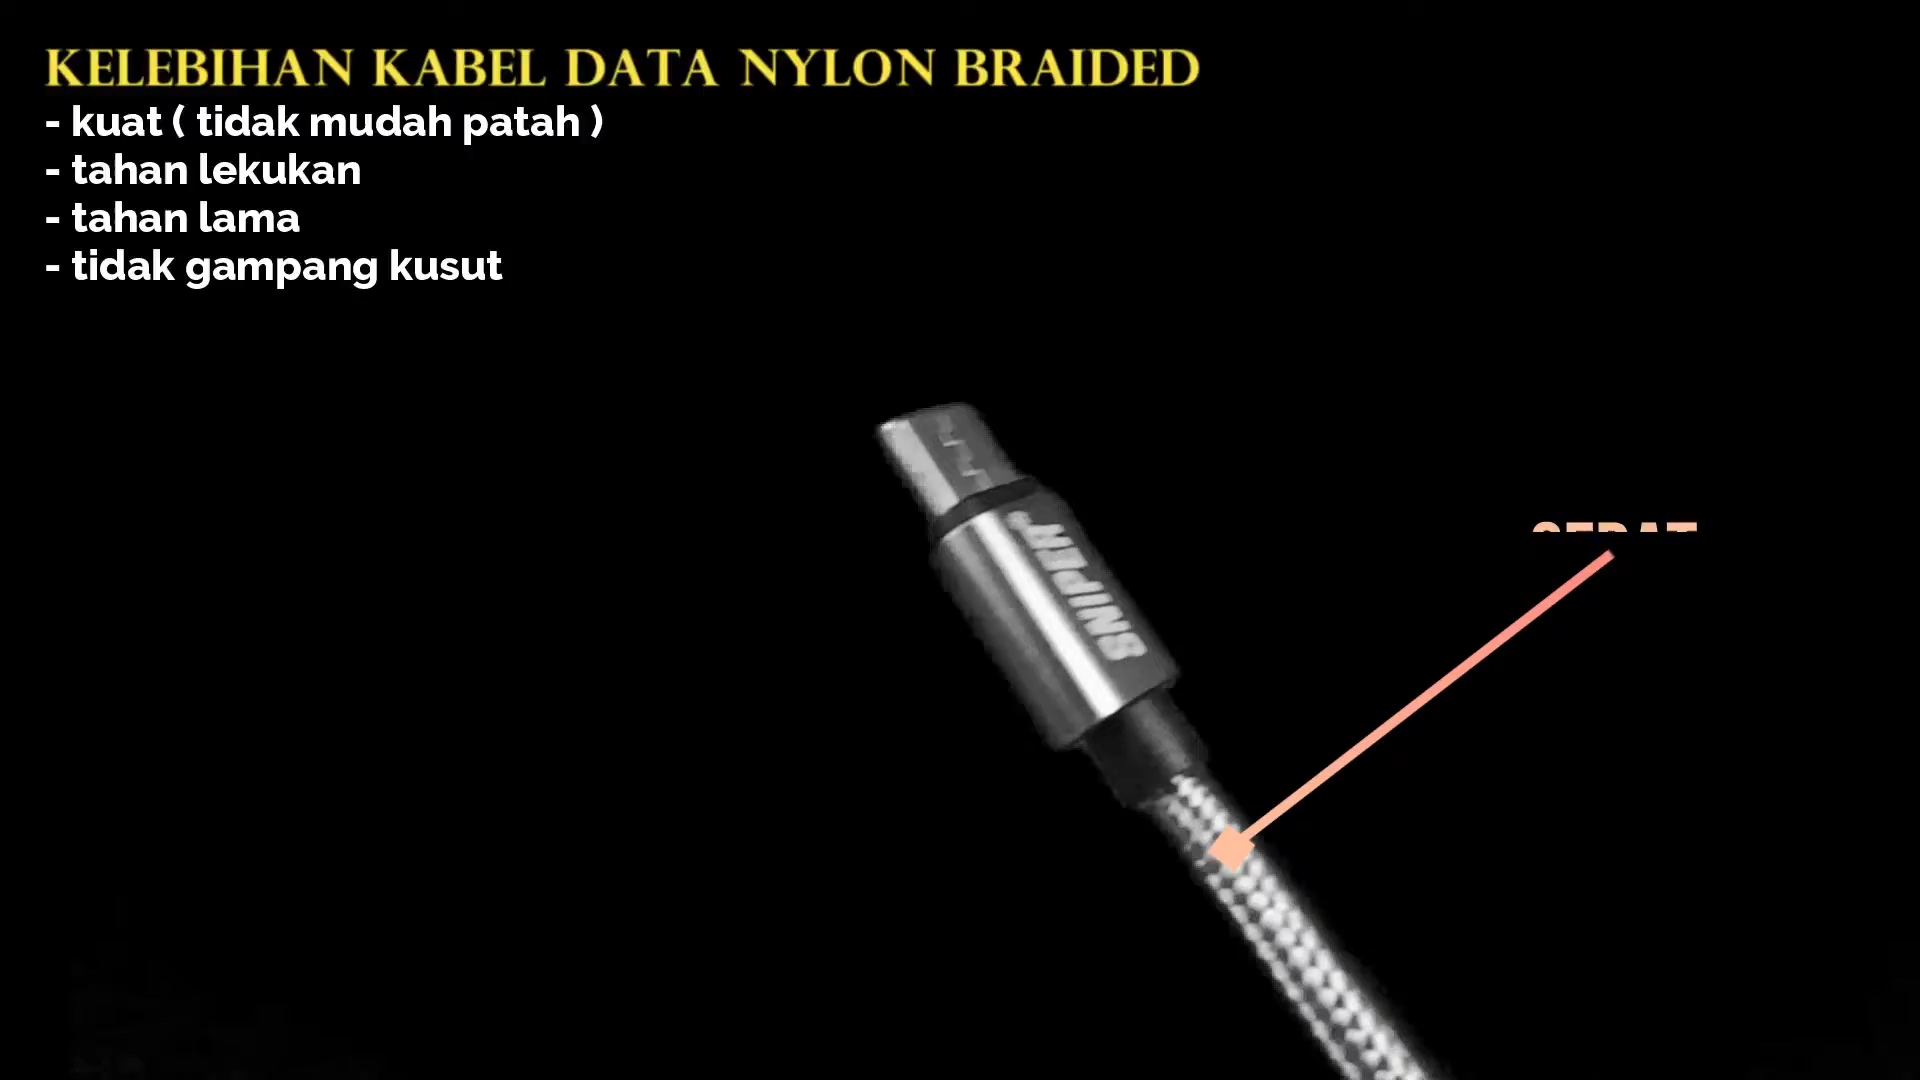 KELEBIHAN KABEL DATA NYLON BRAIDED
- kuat ( tidak mudah patah )
- tahan lekukan
- tahan lama
- tidak gampang kusut
SNIPER